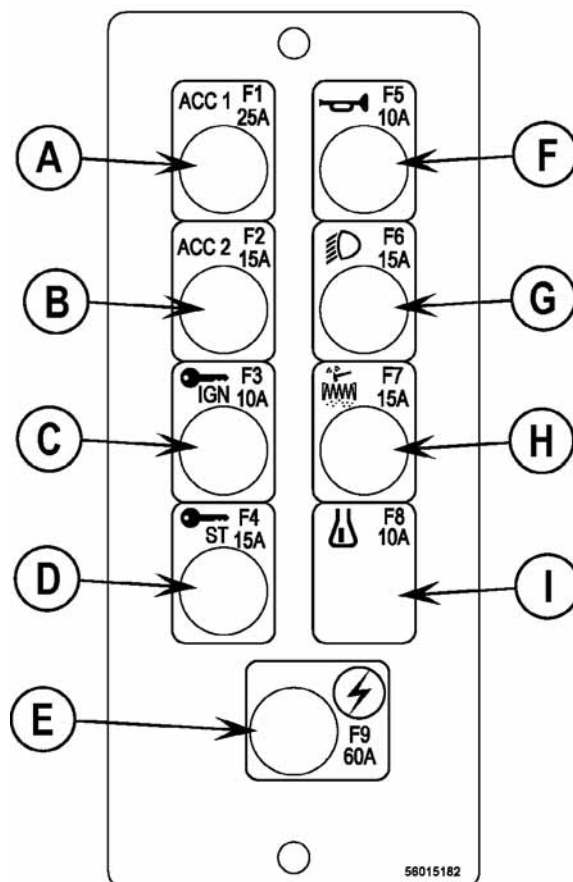 ACC 1 F1
25A
F5
10A
A
F
ACC 2 F2
15A
F6
15A
B
G
F3
IGN 10A
F7
15A
C
H
F4
ST 15A
F8
10A
D
I
E
F9
60A
56015182